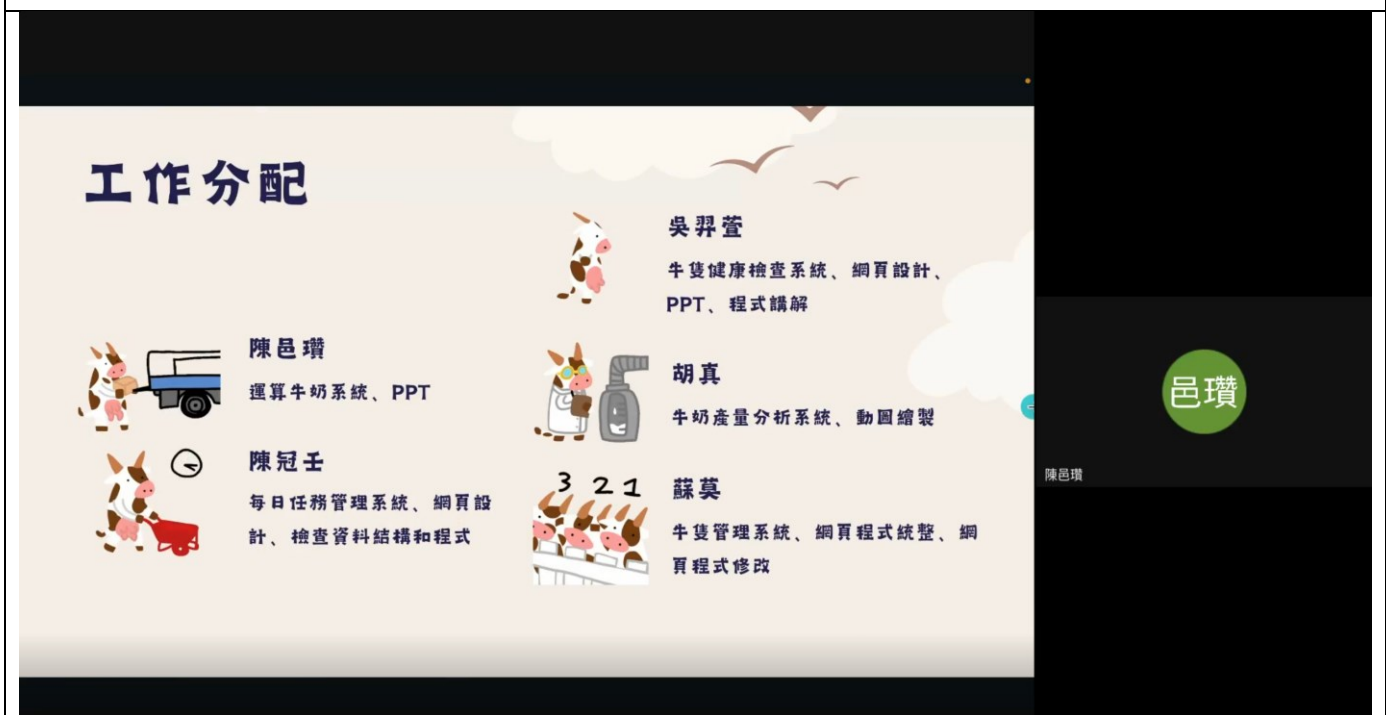 工作分配
陳邑瓚
運算牛奶系統、PPT
陳冠壬
每日任務管理系統、網頁設
計、檢查資料結構和程式
吳羿萱
牛隻健康檢查系統、網頁設計、
PPT、程式講解
胡真
牛奶產量分析系統、動圖繪製
3 2 1
蘇莫
牛隻管理系統、網頁程式統整、網
頁程式修改
邑瓚
陳邑瓚